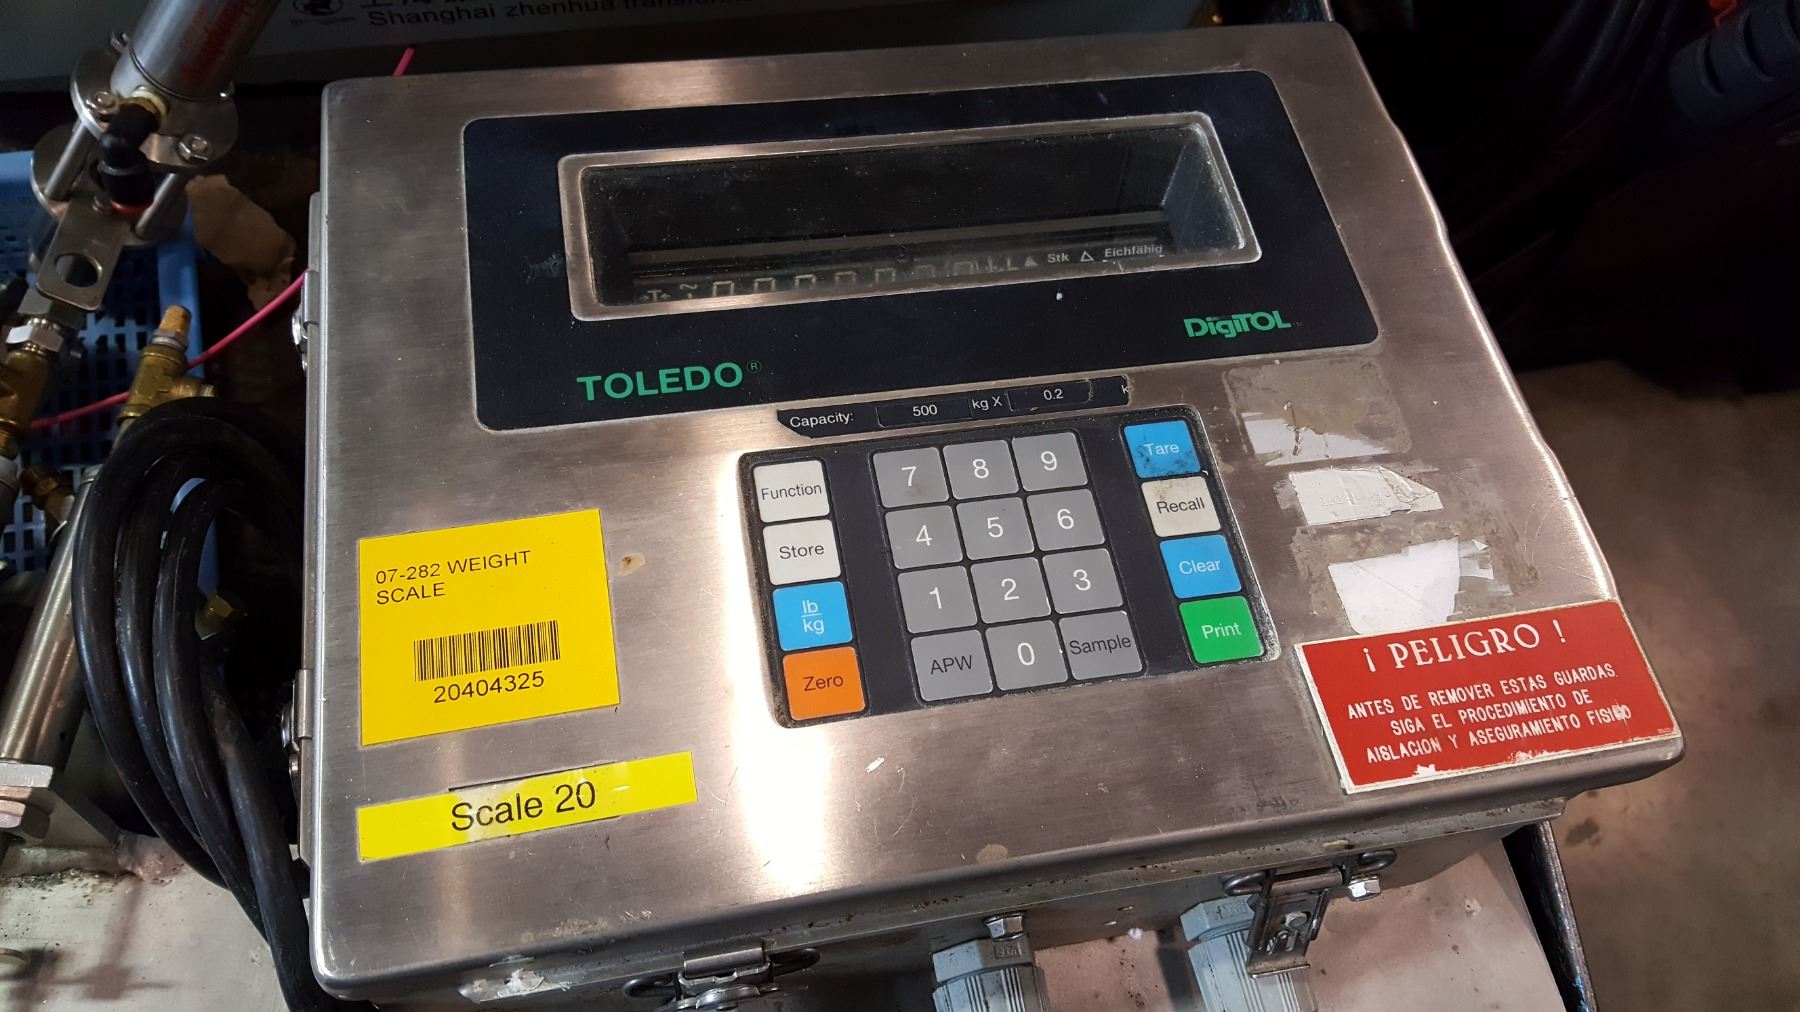 Shanghai zhenhua
Stk △ Eichfähig
DigiTOL
TOLEDO®
Capacity: 500 kg X 0.2
Function 7 8 9 Tare
Store 4 5 6 Recall
lb/kg 1 2 3 Clear
Zero APW 0 Sample Print
07-282 WEIGHT
SCALE
20404325
Scale 20
¡ PELIGRO !
ANTES DE REMOVER ESTAS GUARDAS
SIGA EL PROCEDIMIENTO DE
AISLACION Y ASEGURAMIENTO FISICO